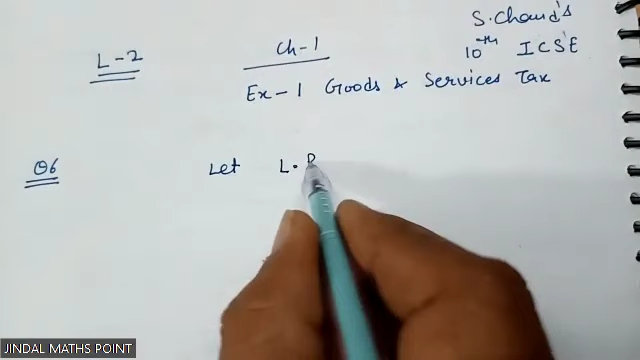 S. Chand's
L-2 Ch-1 10th ICSE
Ex-1 Goods & Services Tax
Q6 Let L.P
JINDAL MATHS POINT